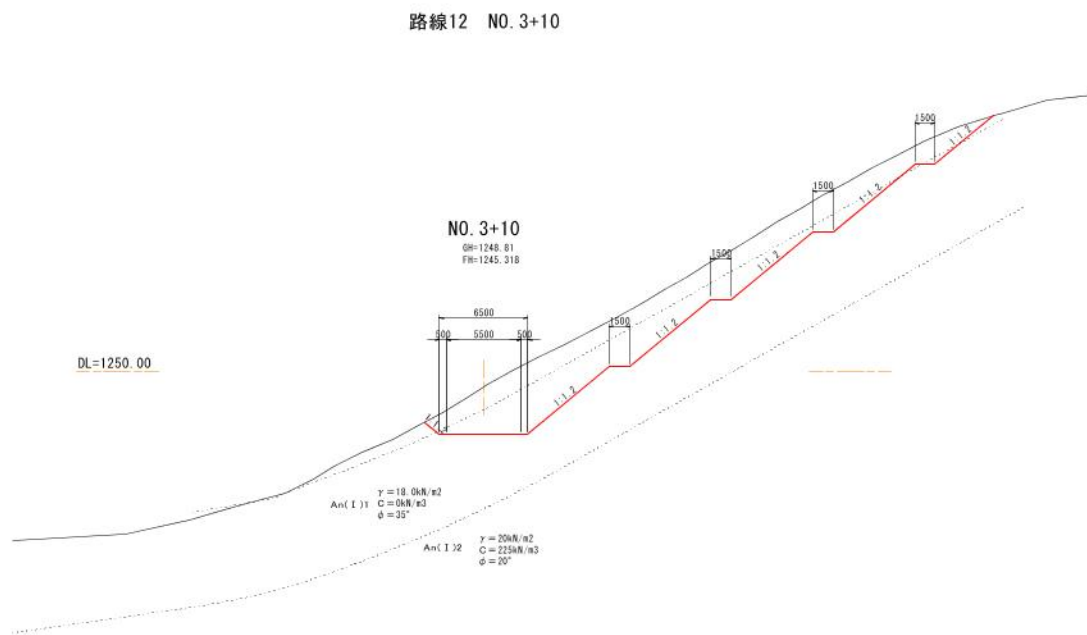 路線12 NO.3+10
1500
1:1.2
1500
1:1.2
1500
1:1.2
NO.3+10
GH=1248.81
FH=1245.318
6500
500 5500 500
1500
1:1.2
DL=1250.00
1:1.2
An(Ⅰ)1
γ=18.0kN/m2
C=0kN/m3
φ=35°
An(Ⅰ)2
γ=20kN/m2
C=225kN/m3
φ=20°